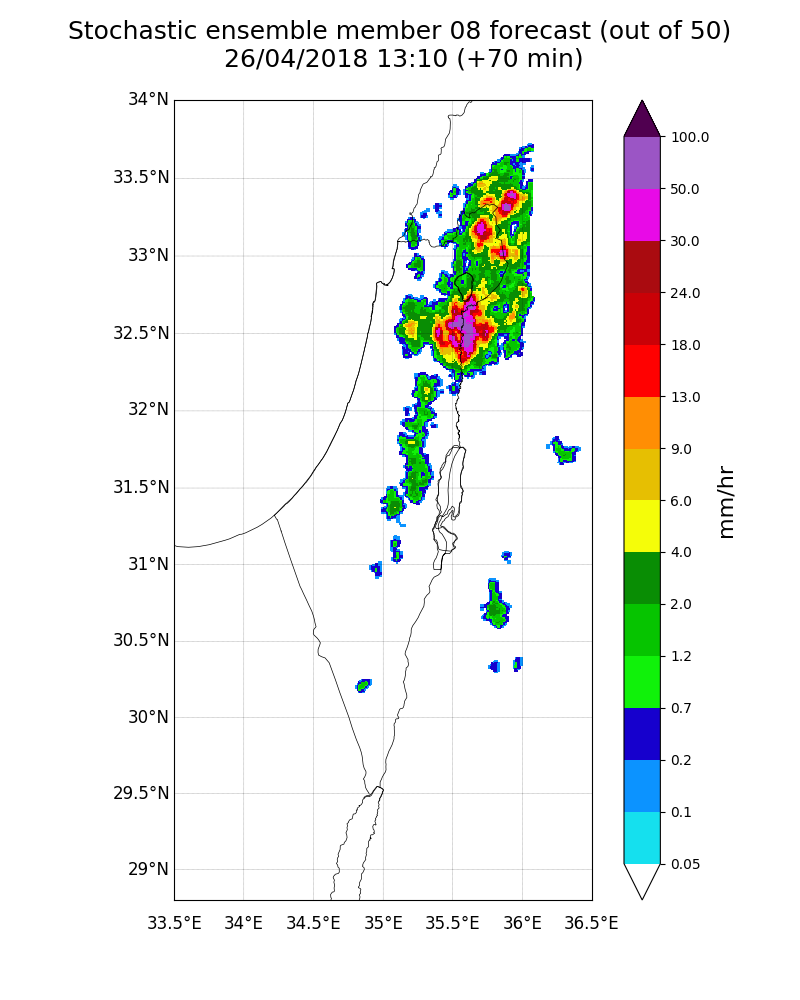 Stochastic ensemble member 08 forecast (out of 50)
26/04/2018 13:10 (+70 min)
34°N
33.5°N
33°N
32.5°N
32°N
31.5°N
31°N
30.5°N
30°N
29.5°N
29°N
33.5°E 34°E 34.5°E 35°E 35.5°E 36°E 36.5°E
100.0
50.0
30.0
24.0
18.0
13.0
9.0
6.0
4.0
2.0
1.2
0.7
0.2
0.1
0.05
mm/hr